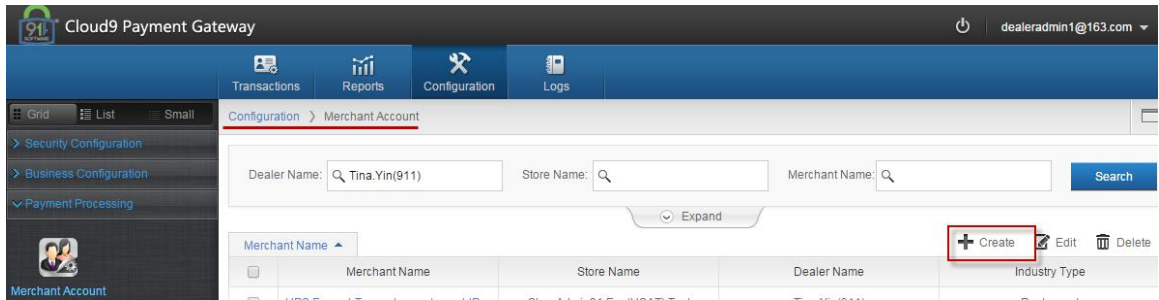 911
SOFTWARE
Cloud9 Payment Gateway
dealeradmin1@163.com
Transactions Reports Configuration Logs
Grid List Small
Configuration > Merchant Account
> Security Configuration
> Business Configuration
Payment Processing
Merchant Account
Dealer Name: Tina.Yin(911) Store Name: Merchant Name: Search
Expand
Merchant Name
Create Edit Delete
Merchant Name Store Name Dealer Name Industry Type